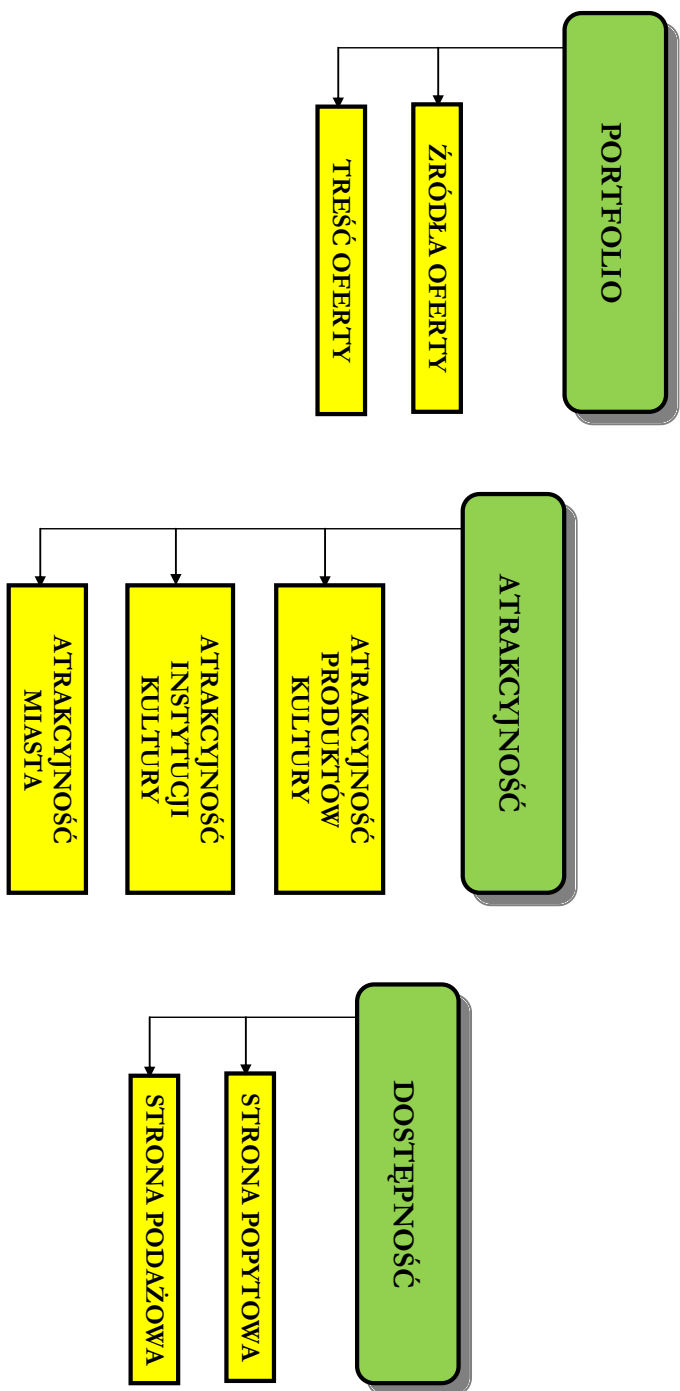 PORTFOLIO
ŹRÓDŁA OFERTY
TREŚĆ OFERTY
ATRAKCYJNOŚĆ
ATRAKCYJNOŚĆ
PRODUKTÓW
KULTURY
ATRAKCYJNOŚĆ
INSTYTUCJI
KULTURY
ATRAKCYJNOŚĆ
MIASTA
DOSTĘPNOŚĆ
STRONA POPYTOWA
STRONA PODAŻOWA